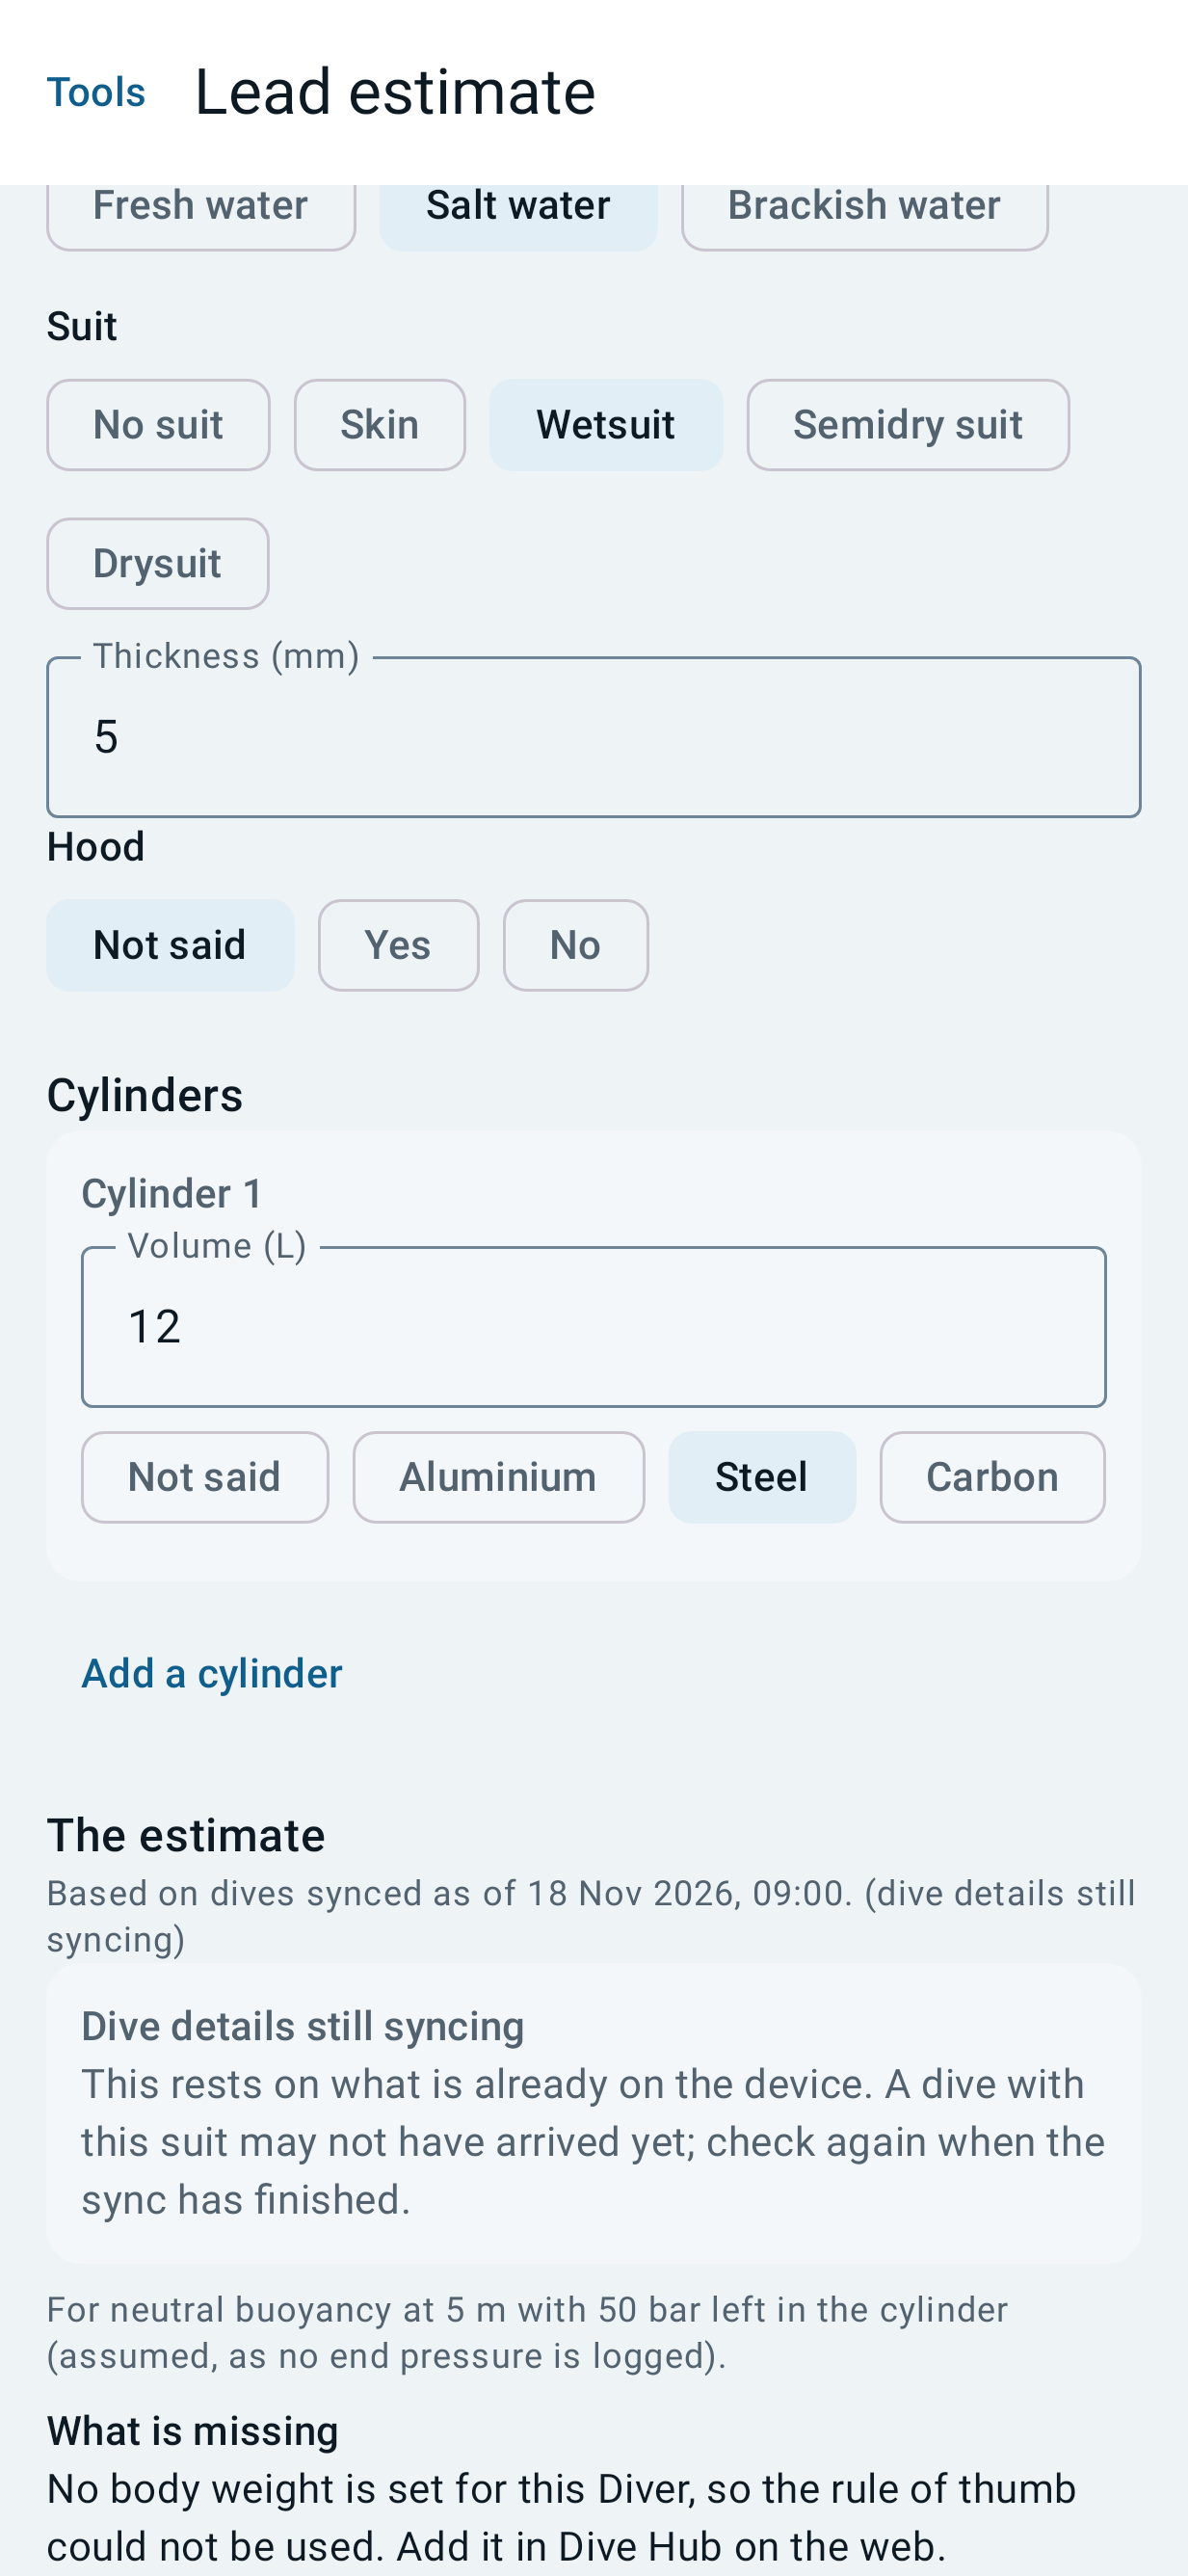 Tools
Lead estimate
Fresh water
Salt water
Brackish water
Suit
No suit
Skin
Wetsuit
Semidry suit
Drysuit
Thickness (mm)
5
Hood
Not said
Yes
No
Cylinders
Cylinder 1
Volume (L)
12
Not said
Aluminium
Steel
Carbon
Add a cylinder
The estimate
Based on dives synced as of 18 Nov 2026, 09:00. (dive details still
syncing)
Dive details still syncing
This rests on what is already on the device. A dive with
this suit may not have arrived yet; check again when the
sync has finished.
For neutral buoyancy at 5 m with 50 bar left in the cylinder
(assumed, as no end pressure is logged).
What is missing
No body weight is set for this Diver, so the rule of thumb
could not be used. Add it in Dive Hub on the web.